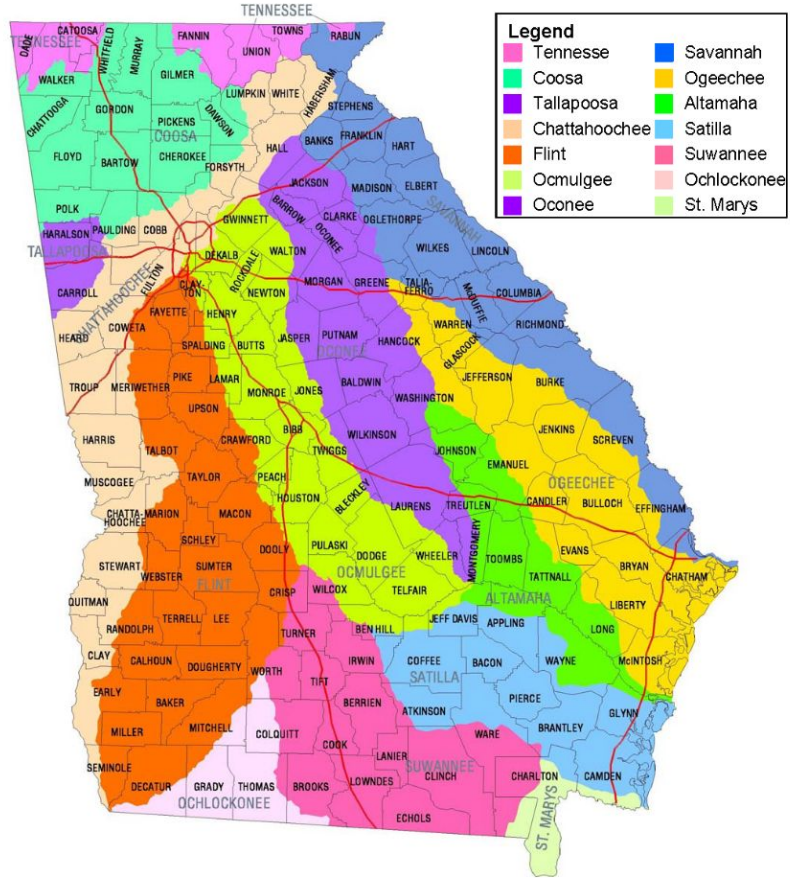 TENNESSEE
Legend
Tennesse
Coosa
Tallapoosa
Chattahoochee
Flint
Ocmulgee
Oconee
Savannah
Ogeechee
Altamaha
Satilla
Suwannee
Ochlockonee
St. Marys
DADE
CATOOSA
TENNESSEE
WHITFIELD
MURRAY
FANNIN
TOWNS
RABUN
UNION
WALKER
GILMER
LUMPKIN
WHITE
HABERSHAM
STEPHENS
CHATTOOGA
GORDON
PICKENS
COOSA
DAWSON
BANKS
FRANKLIN
HART
FLOYD
BARTOW
CHEROKEE
FORSYTH
HALL
JACKSON
MADISON
ELBERT
POLK
GWINNETT
BARROW
CLARKE
OCONEE
OGLETHORPE
SAVANNAH
HARALSON
PAULDING
COBB
TALLAPOOSA
DEKALB
ROCKDALE
WALTON
WILKES
LINCOLN
CARROLL
CHATTAHOOCHEE
FULTON
CLAY-
TON
NEWTON
MORGAN
GREENE
TALIA-
FERRO
McDUFFIE
COLUMBIA
HEARD
COWETA
FAYETTE
HENRY
RICHMOND
SPALDING
BUTTS
JASPER
PUTNAM
OCONEE
HANCOCK
WARREN
GLASCOCK
TROUP
MERIWETHER
PIKE
LAMAR
MONROE
JONES
BALDWIN
WASHINGTON
JEFFERSON
BURKE
UPSON
HARRIS
TALBOT
CRAWFORD
BIBB
TWIGGS
WILKINSON
JOHNSON
JENKINS
SCREVEN
MUSCOGEE
TAYLOR
PEACH
HOUSTON
BLECKLEY
LAURENS
EMANUEL
OGEECHEE
CHATTA-
HOOCHEE
MARION
MACON
TREUTLEN
CANDLER
BULLOCH
EFFINGHAM
STEWART
WEBSTER
SCHLEY
SUMTER
FLINT
DOOLY
PULASKI
DODGE
WHEELER
MONTGOMERY
TOOMBS
TATTNALL
EVANS
BRYAN
CHATHAM
QUITMAN
CRISP
WILCOX
OCMULGEE
TELFAIR
ALTAMAHA
LIBERTY
RANDOLPH
TERRELL
LEE
TURNER
BEN HILL
JEFF DAVIS
APPLING
LONG
CLAY
CALHOUN
DOUGHERTY
WORTH
IRWIN
COFFEE
BACON
WAYNE
McINTOSH
EARLY
BAKER
TIFT
SATILLA
PIERCE
MILLER
MITCHELL
COLQUITT
BERRIEN
ATKINSON
BRANTLEY
GLYNN
COOK
WARE
SEMINOLE
DECATUR
GRADY
THOMAS
OCHLOCKONEE
BROOKS
LANIER
SUWANNEE
LOWNDES
CLINCH
CHARLTON
CAMDEN
ECHOLS
ST. MARYS